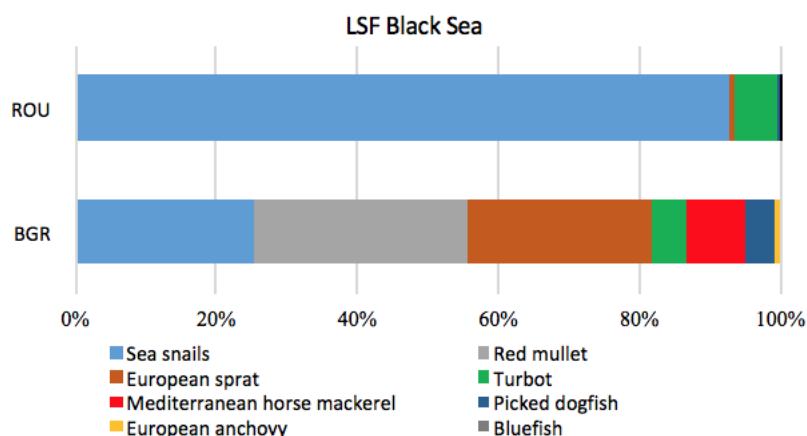 LSF Black Sea
ROU
BGR
0% 20% 40% 60% 80% 100%
Sea snails Red mullet
European sprat Turbot
Mediterranean horse mackerel Picked dogfish
European anchovy Bluefish